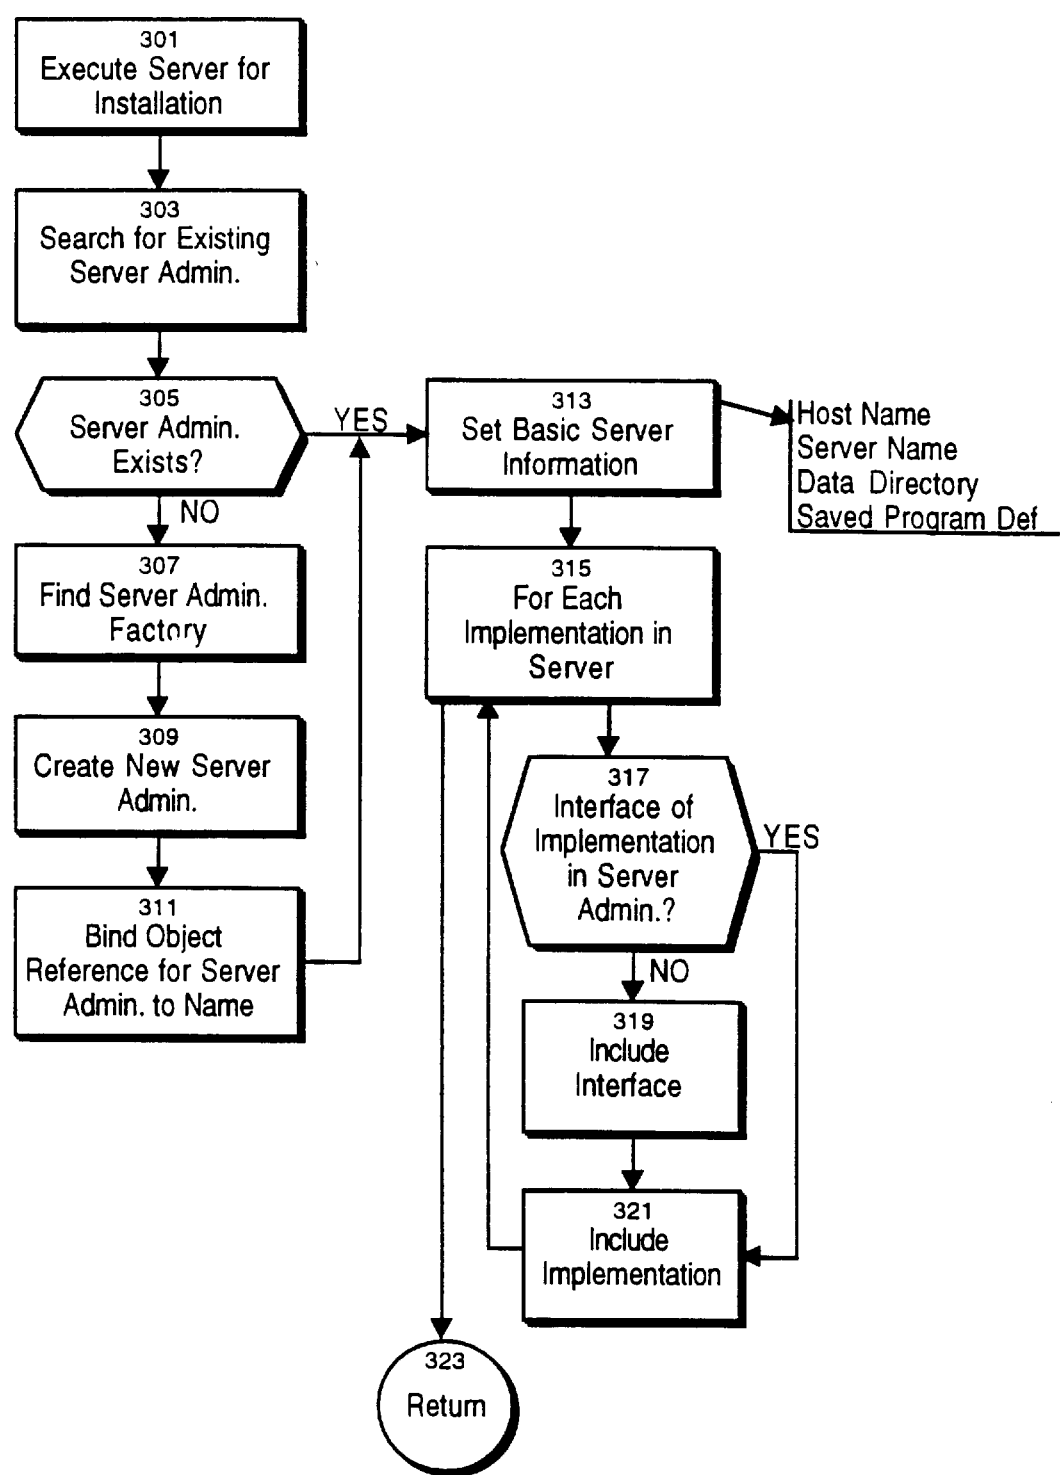 301
Execute Server for
Installation
303
Search for Existing
Server Admin.
305
Server Admin.
Exists?
YES
NO
307
Find Server Admin.
Factory
309
Create New Server
Admin.
311
Bind Object
Reference for Server
Admin. to Name
313
Set Basic Server
Information
Host Name
Server Name
Data Directory
Saved Program Def
315
For Each
Implementation in
Server
317
Interface of
Implementation
in Server
Admin.?
YES
NO
319
Include
Interface
321
Include
Implementation
323
Return